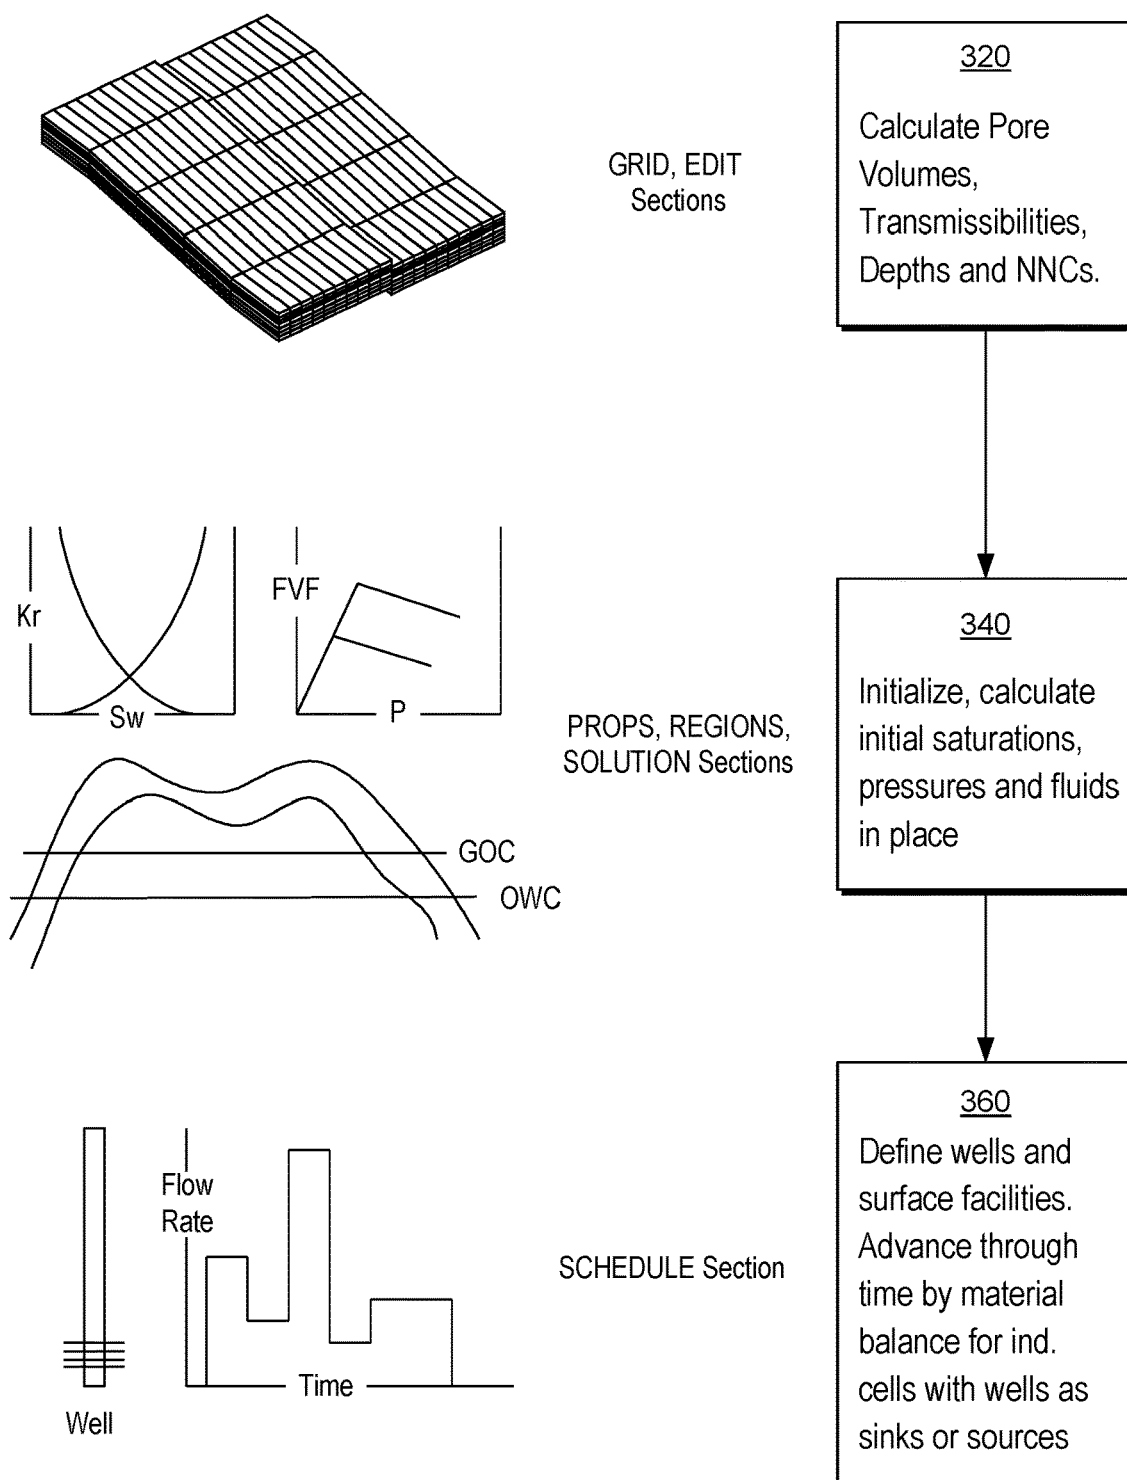 320
Calculate Pore
Volumes,
Transmissibilities,
Depths and NNCs.
GRID, EDIT
Sections
Kr
Sw
FVF
P
GOC
OWC
PROPS, REGIONS,
SOLUTION Sections
340
Initialize, calculate
initial saturations,
pressures and fluids
in place
Well
Flow
Rate
Time
SCHEDULE Section
360
Define wells and
surface facilities.
Advance through
time by material
balance for ind.
cells with wells as
sinks or sources